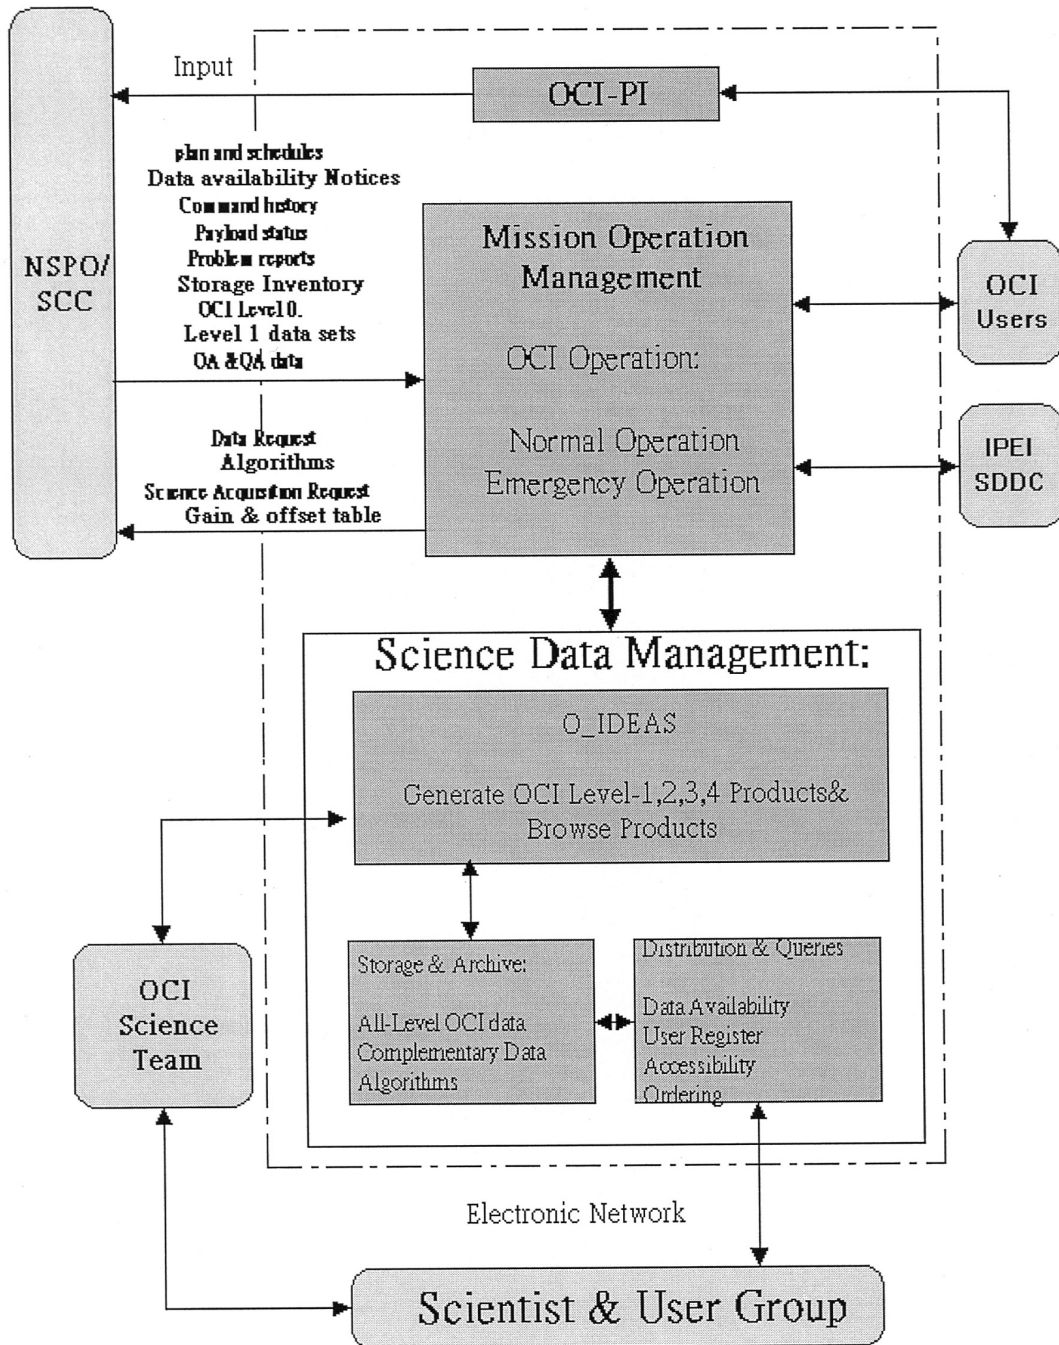 Input
OCI-PI
plan and schedules
Data availability Notices
Command history
Payload status
Problem reports
Storage Inventory
OCI Level 0.
Level 1 data sets
OA &QA data
NSPO/
SCC
Mission Operation
Management
OCI Operation:
Normal Operation
Emergency Operation
OCI
Users
IPEI
SDDC
Data Request
Algorithms
Science Acquisition Request
Gain & offset table
Science Data Management:
O_IDEAS
Generate OCI Level-1,2,3,4 Products&
Browse Products
Storage & Archive:
All-Level OCI data
Complementary Data
Algorithms
Distribution & Queries
Data Availability
User Register
Accessibility
Ordering
OCI
Science
Team
Electronic Network
Scientist & User Group